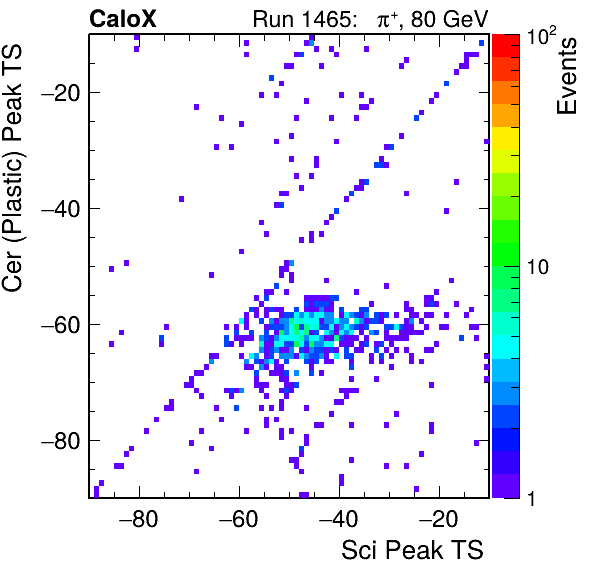 CaloX Run 1465: π⁺, 80 GeV
Cer (Plastic) Peak TS
−20
−40
−60
−80
−80 −60 −40 −20
Sci Peak TS
10²
10
1
Events